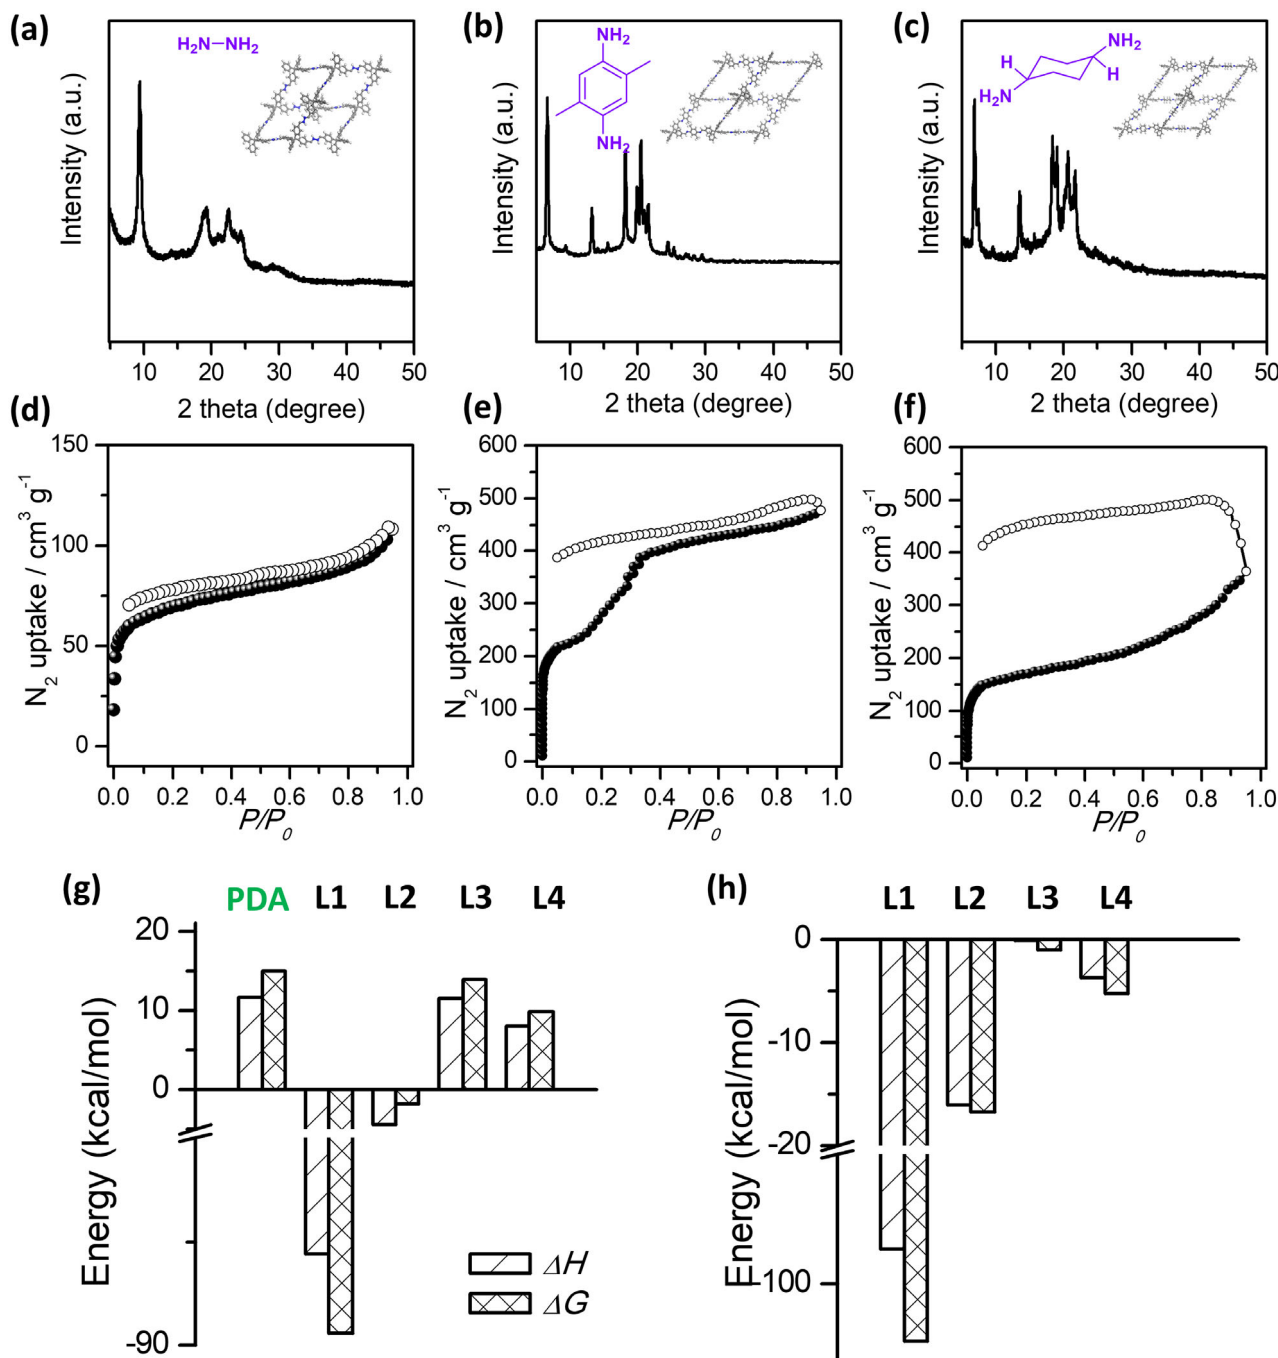 (a)
H₂N–NH₂
Intensity (a.u.)
10 20 30 40 50
2 theta (degree)
(b)
NH₂
NH₂
Intensity (a.u.)
10 20 30 40 50
2 theta (degree)
(c)
NH₂
H
H
H₂N
Intensity (a.u.)
10 20 30 40 50
2 theta (degree)
(d)
150
100
50
0
N₂ uptake / cm³ g⁻¹
0.0 0.2 0.4 0.6 0.8 1.0
P/P₀
(e)
600
500
400
300
200
100
0
N₂ uptake / cm³ g⁻¹
0.0 0.2 0.4 0.6 0.8 1.0
P/P₀
(f)
600
500
400
300
200
100
0
N₂ uptake / cm³ g⁻¹
0.0 0.2 0.4 0.6 0.8 1.0
P/P₀
(g)
PDA L1 L2 L3 L4
20
10
0
-90
Energy (kcal/mol)
ΔH
ΔG
(h)
L1 L2 L3 L4
0
-10
-20
-100
Energy (kcal/mol)